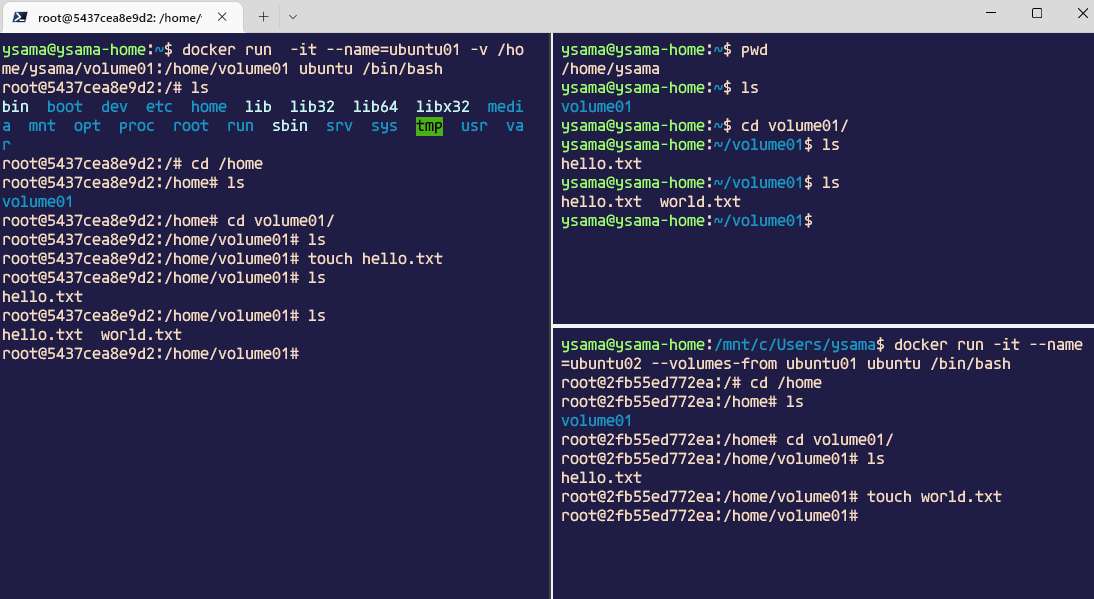 root@5437cea8e9d2: /home/
ysama@ysama-home:~$ docker run  -it --name=ubuntu01 -v /ho
me/ysama/volume01:/home/volume01 ubuntu /bin/bash
root@5437cea8e9d2:/# ls
bin  boot  dev  etc  home  lib  lib32  lib64  libx32  medi
a  mnt  opt  proc  root  run  sbin  srv  sys  tmp  usr  va
r
root@5437cea8e9d2:/# cd /home
root@5437cea8e9d2:/home# ls
volume01
root@5437cea8e9d2:/home# cd volume01/
root@5437cea8e9d2:/home/volume01# ls
root@5437cea8e9d2:/home/volume01# touch hello.txt
root@5437cea8e9d2:/home/volume01# ls
hello.txt
root@5437cea8e9d2:/home/volume01# ls
hello.txt  world.txt
root@5437cea8e9d2:/home/volume01#
ysama@ysama-home:~$ pwd
/home/ysama
ysama@ysama-home:~$ ls
volume01
ysama@ysama-home:~$ cd volume01/
ysama@ysama-home:~/volume01$ ls
hello.txt
ysama@ysama-home:~/volume01$ ls
hello.txt  world.txt
ysama@ysama-home:~/volume01$
ysama@ysama-home:/mnt/c/Users/ysama$ docker run -it --name
=ubuntu02 --volumes-from ubuntu01 ubuntu /bin/bash
root@2fb55ed772ea:/# cd /home
root@2fb55ed772ea:/home# ls
volume01
root@2fb55ed772ea:/home# cd volume01/
root@2fb55ed772ea:/home/volume01# ls
hello.txt
root@2fb55ed772ea:/home/volume01# touch world.txt
root@2fb55ed772ea:/home/volume01#